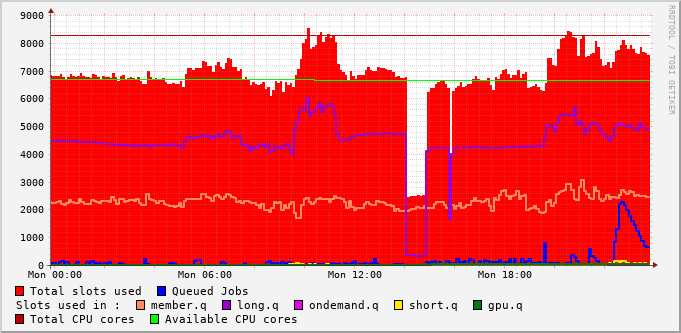 9000
8000
7000
6000
5000
4000
3000
2000
1000
0
Mon 00:00 Mon 06:00 Mon 12:00 Mon 18:00
RRDTOOL / TOBI OETIKER
Total slots used Queued Jobs
Slots used in : member.q long.q ondemand.q short.q gpu.q
Total CPU cores Available CPU cores